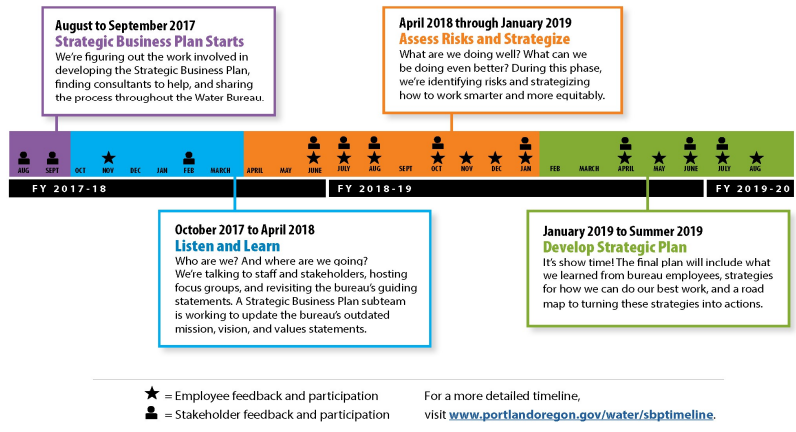 August to September 2017
Strategic Business Plan Starts
We're figuring out the work involved in
developing the Strategic Business Plan,
finding consultants to help, and sharing
the process throughout the Water Bureau.
April 2018 through January 2019
Assess Risks and Strategize
What are we doing well? What can we
be doing even better? During this phase,
we're identifying risks and strategizing
how to work smarter and more equitably.
AUG SEPT OCT NOV DEC JAN FEB MARCH APRIL MAY JUNE JULY AUG SEPT OCT NOV DEC JAN FEB MARCH APRIL MAY JUNE JULY AUG
FY 2017-18 FY 2018-19 FY 2019-20
October 2017 to April 2018
Listen and Learn
Who are we? And where are we going?
We're talking to staff and stakeholders, hosting
focus groups, and revisiting the bureau's guiding
statements. A Strategic Business Plan subteam
is working to update the bureau's outdated
mission, vision, and values statements.
January 2019 to Summer 2019
Develop Strategic Plan
It's show time! The final plan will include what
we learned from bureau employees, strategies
for how we can do our best work, and a road
map to turning these strategies into actions.
= Employee feedback and participation
= Stakeholder feedback and participation
For a more detailed timeline,
visit www.portlandoregon.gov/water/sbptimeline.